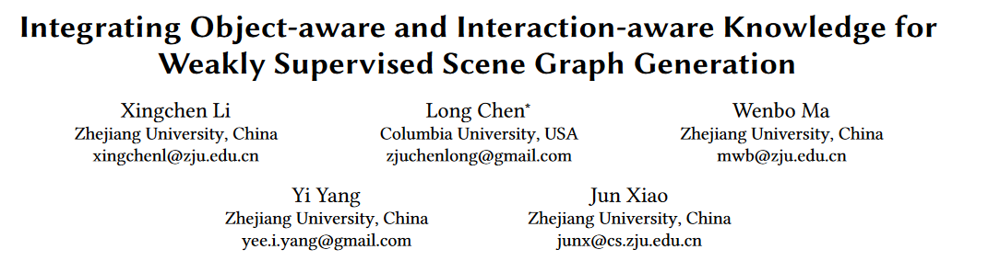 Integrating Object-aware and Interaction-aware Knowledge for
Weakly Supervised Scene Graph Generation
Xingchen Li
Zhejiang University, China
xingchenl@zju.edu.cn
Long Chen*
Columbia University, USA
zjuchenlong@gmail.com
Wenbo Ma
Zhejiang University, China
mwb@zju.edu.cn
Yi Yang
Zhejiang University, China
yee.i.yang@gmail.com
Jun Xiao
Zhejiang University, China
junx@cs.zju.edu.cn